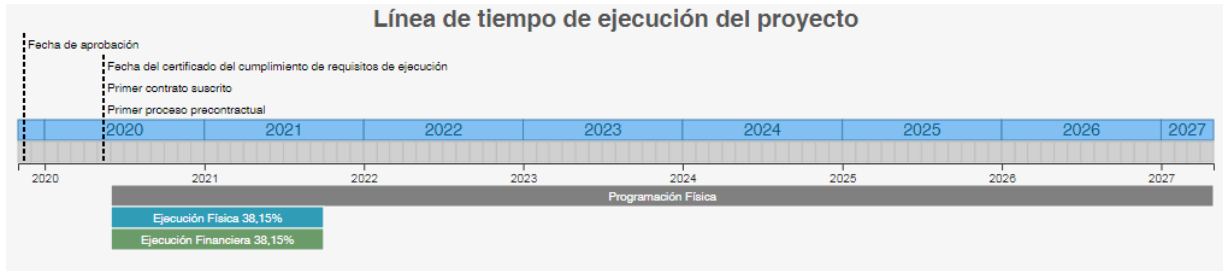 Línea de tiempo de ejecución del proyecto
Fecha de aprobación
Fecha del certificado del cumplimiento de requisitos de ejecución
Primer contrato suscrito
Primer proceso precontractual
2020 2021 2022 2023 2024 2025 2026 2027
2020 2021 2022 2023 2024 2025 2026 2027
Programación Física
Ejecución Física 38,15%
Ejecución Financiera 38,15%